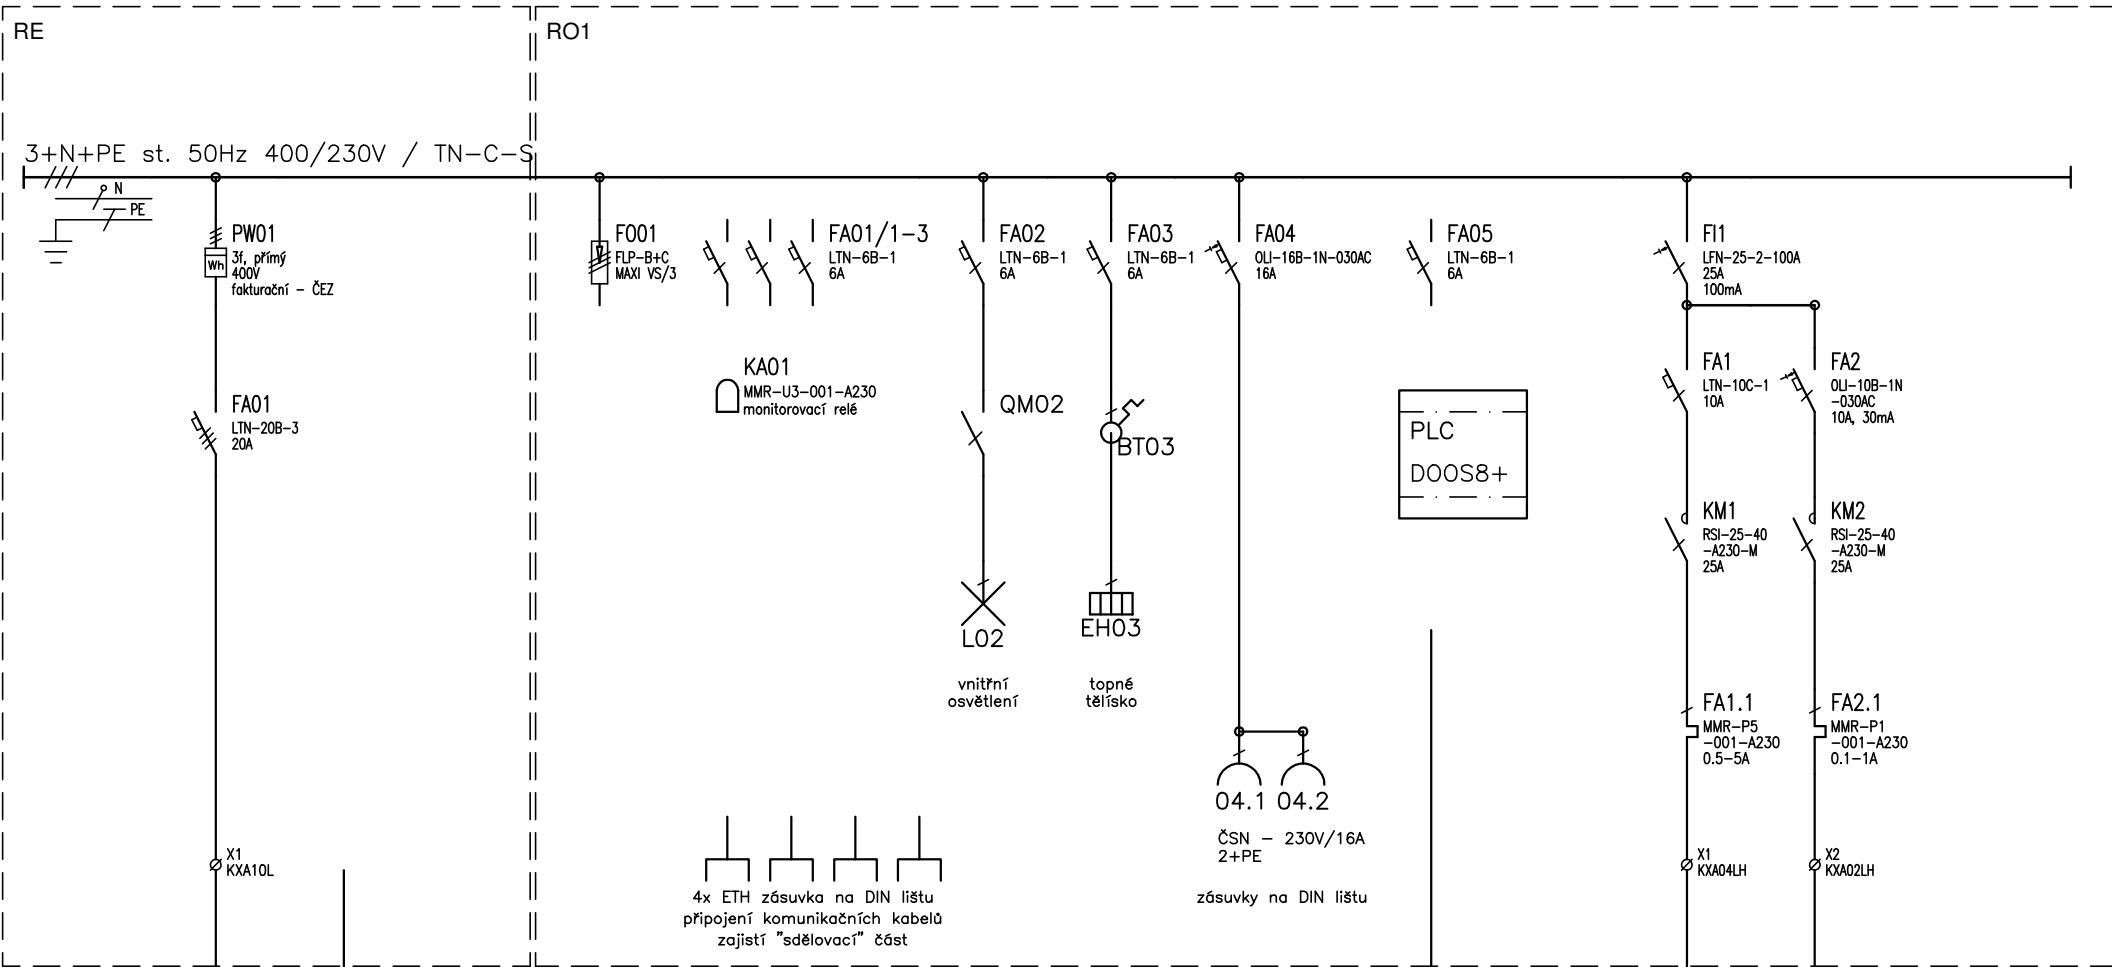 RE
RO1
3+N+PE st. 50Hz 400/230V / TN-C-S
N
PE
PW01
3f, přímý
400V
fakturační - ČEZ
Wh
FA01
LTN-20B-3
20A
X1
KXA10L
FO01
FLP-B+C
MAXI VS/3
FA01/1-3
LTN-6B-1
6A
KA01
MMR-U3-001-A230
monitorovací relé
4x ETH zásuvka na DIN lištu
připojení komunikačních kabelů
zajistí "sdělovací" část
FA02
LTN-6B-1
6A
QM02
L02
vnitřní
osvětlení
FA03
LTN-6B-1
6A
BT03
EH03
topné
tělísko
FA04
OLI-16B-1N-030AC
16A
04.1 04.2
ČSN - 230V/16A
2+PE
zásuvky na DIN lištu
FA05
LTN-6B-1
6A
PLC
DOOS8+
FI1
LFN-25-2-100A
25A
100mA
FA1
LTN-10C-1
10A
KM1
RSI-25-40
-A230-M
25A
FA1.1
MMR-P5
-001-A230
0.5-5A
X1
KXA04LH
FA2
OLI-10B-1N
-030AC
10A, 30mA
KM2
RSI-25-40
-A230-M
25A
FA2.1
MMR-P1
-001-A230
0.1-1A
X2
KXA02LH